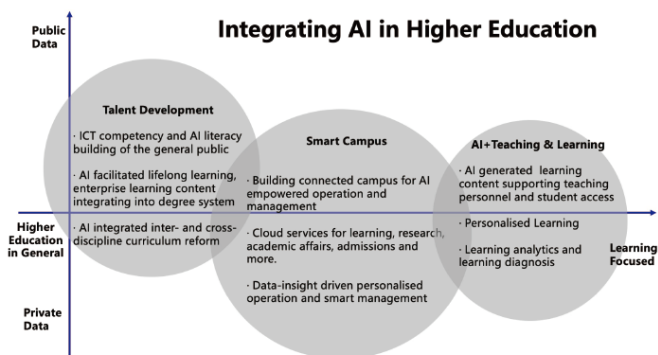 Integrating AI in Higher Education
Public
Data
Talent Development
· ICT competency and AI literacy
building of the general public
· AI facilitated lifelong learning,
enterprise learning content
integrating into degree system
· AI integrated inter- and cross-
discipline curriculum reform
Smart Campus
· Building connected campus for AI
empowered operation and
management
· Cloud services for learning, research,
academic affairs, admissions and
more.
· Data-insight driven personalised
operation and smart management
AI+Teaching & Learning
· AI generated learning
content supporting teaching
personnel and student access
· Personalised Learning
· Learning analytics and
learning diagnosis
Higher
Education
in General
Learning
Focused
Private
Data